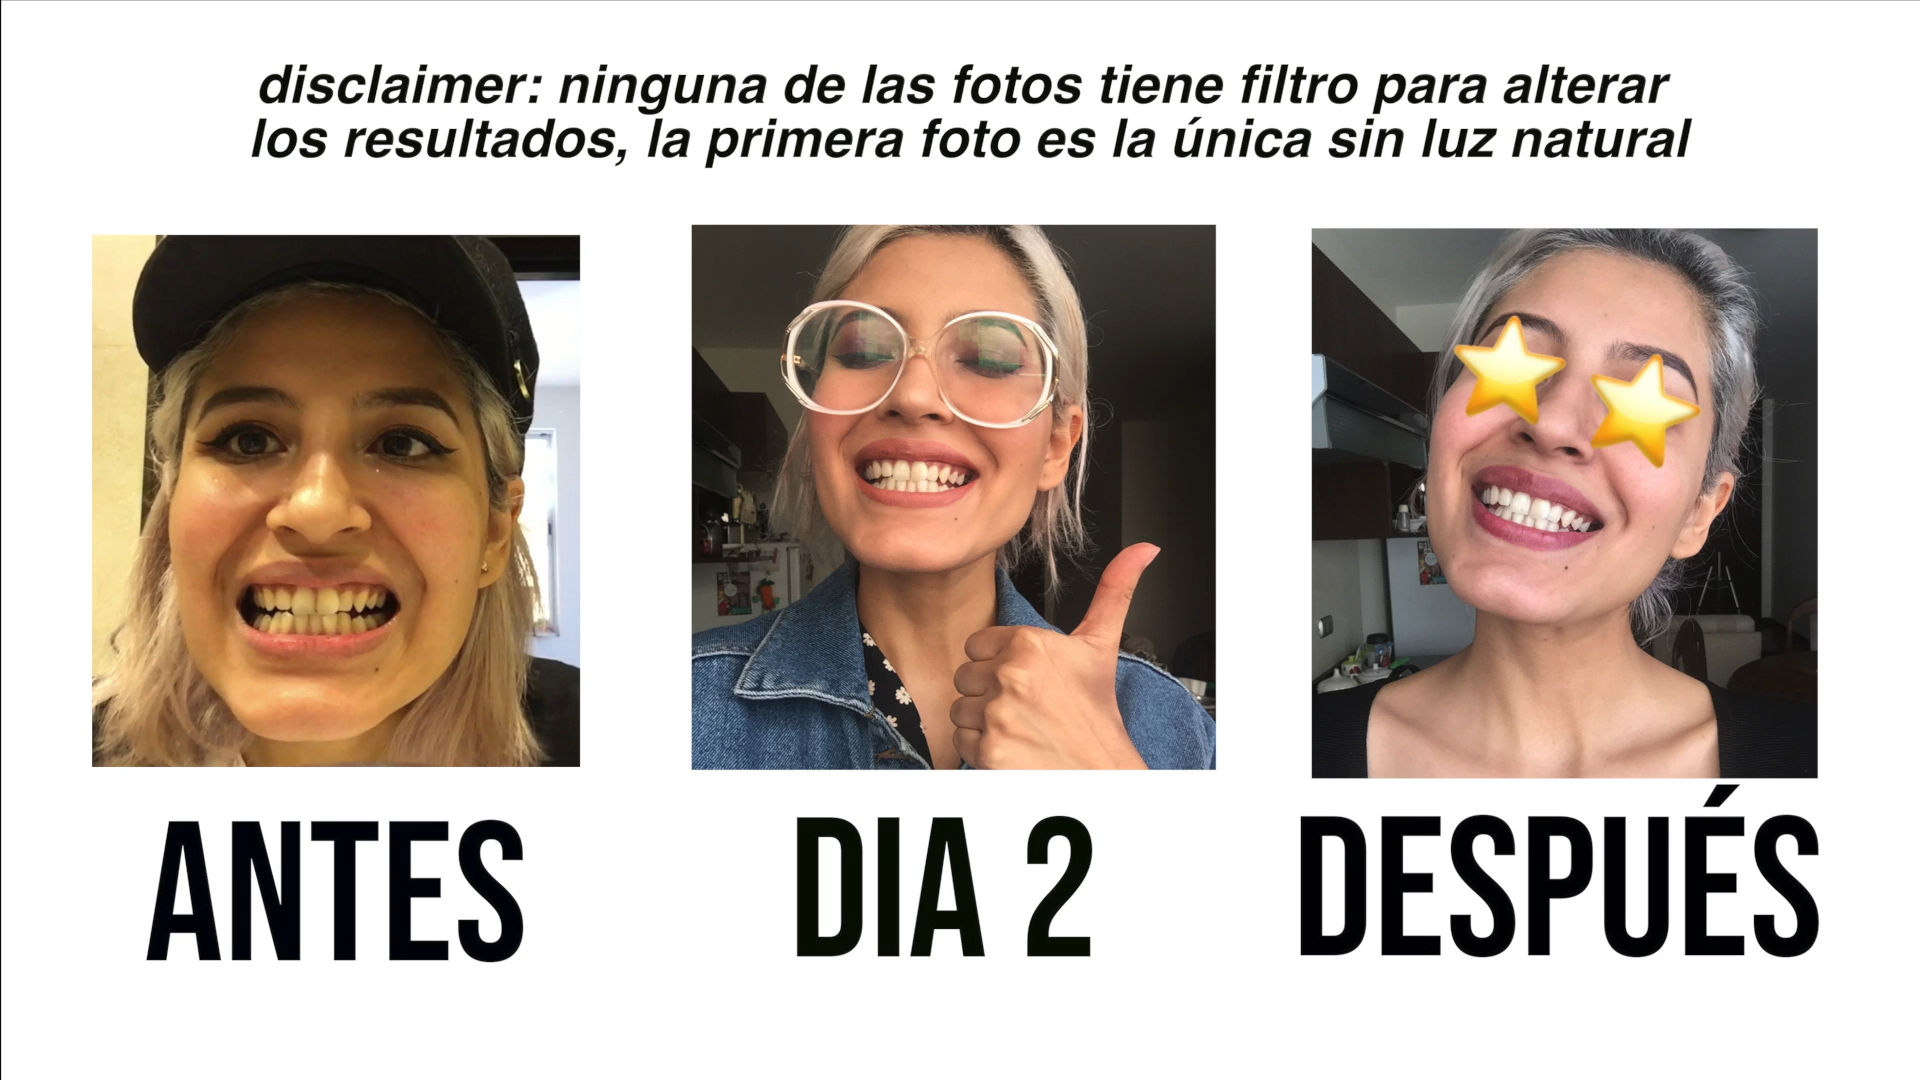 disclaimer: ninguna de las fotos tiene filtro para alterar
los resultados, la primera foto es la única sin luz natural
ANTES
DIA 2
DESPUÉS